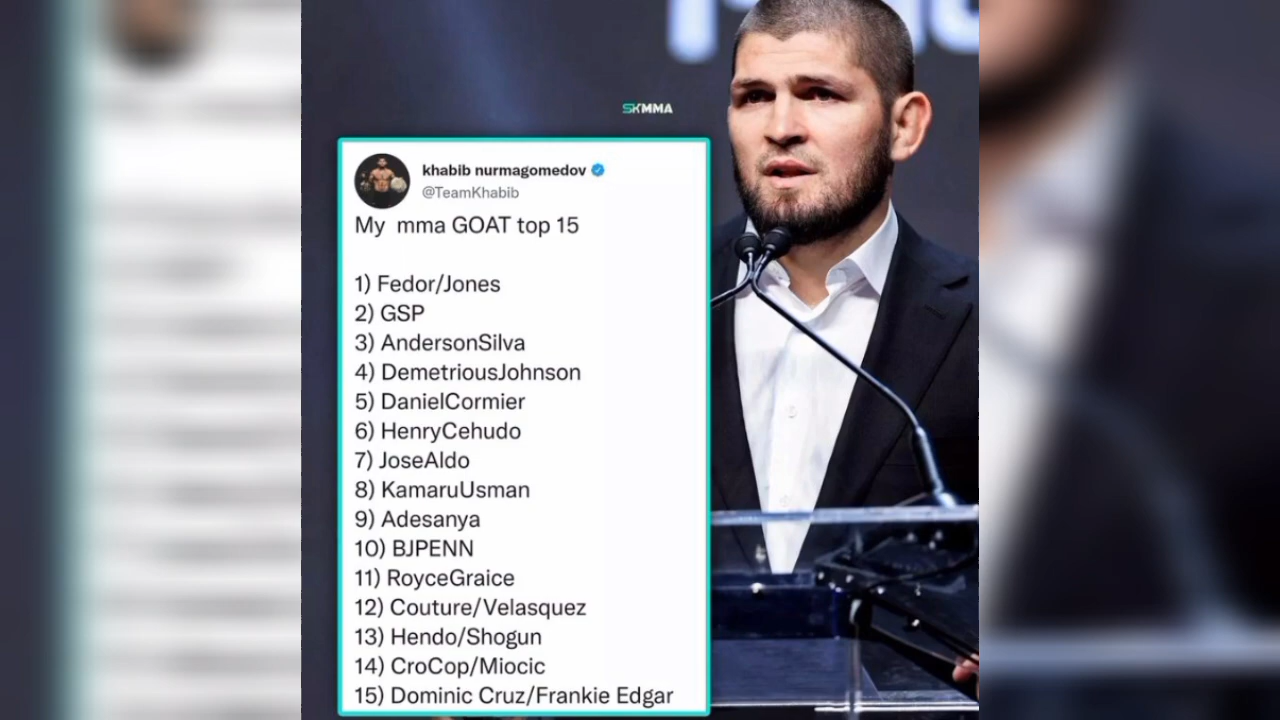 SKMMA
khabib nurmagomedov
@TeamKhabib
My mma GOAT top 15
1) Fedor/Jones
2) GSP
3) AndersonSilva
4) DemetriousJohnson
5) DanielCormier
6) HenryCehudo
7) JoseAldo
8) KamaruUsman
9) Adesanya
10) BJPENN
11) RoyceGraice
12) Couture/Velasquez
13) Hendo/Shogun
14) CroCop/Miocic
15) Dominic Cruz/Frankie Edgar